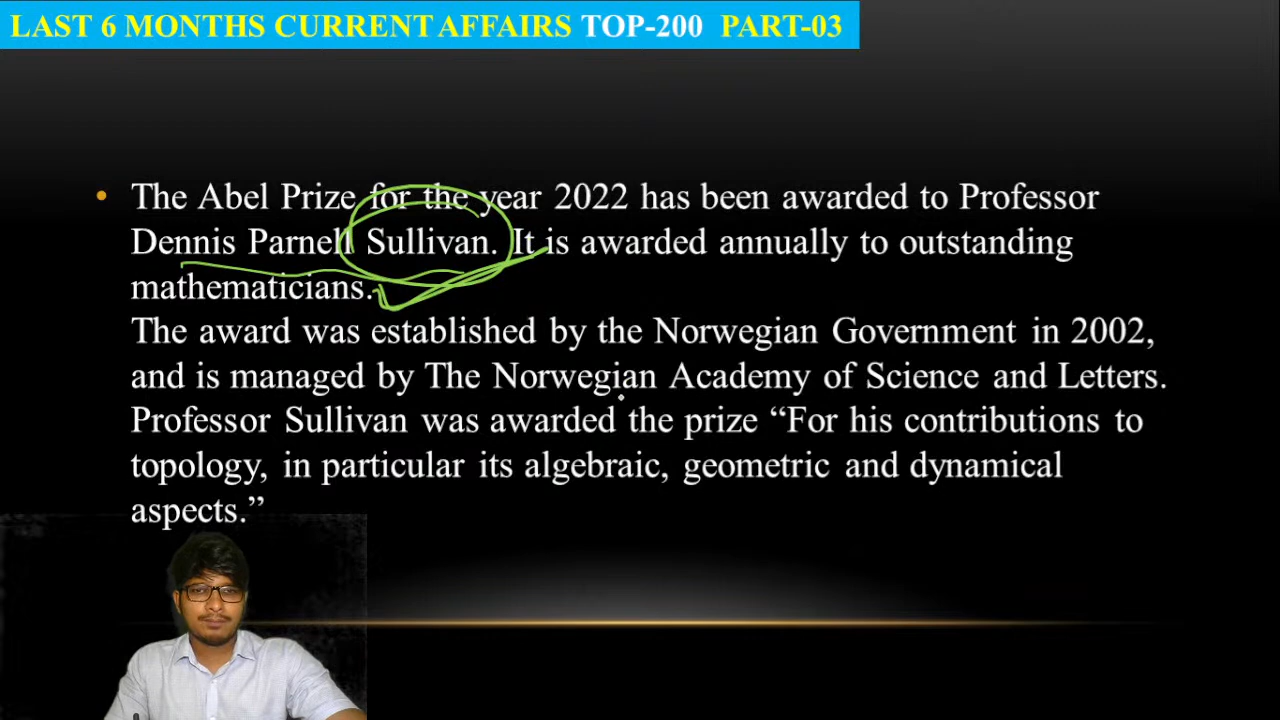 LAST 6 MONTHS CURRENT AFFAIRS TOP-200 PART-03
• The Abel Prize for the year 2022 has been awarded to Professor
Dennis Parnell Sullivan. It is awarded annually to outstanding
mathematicians.
The award was established by the Norwegian Government in 2002,
and is managed by The Norwegian Academy of Science and Letters.
Professor Sullivan was awarded the prize “For his contributions to
topology, in particular its algebraic, geometric and dynamical
aspects.”